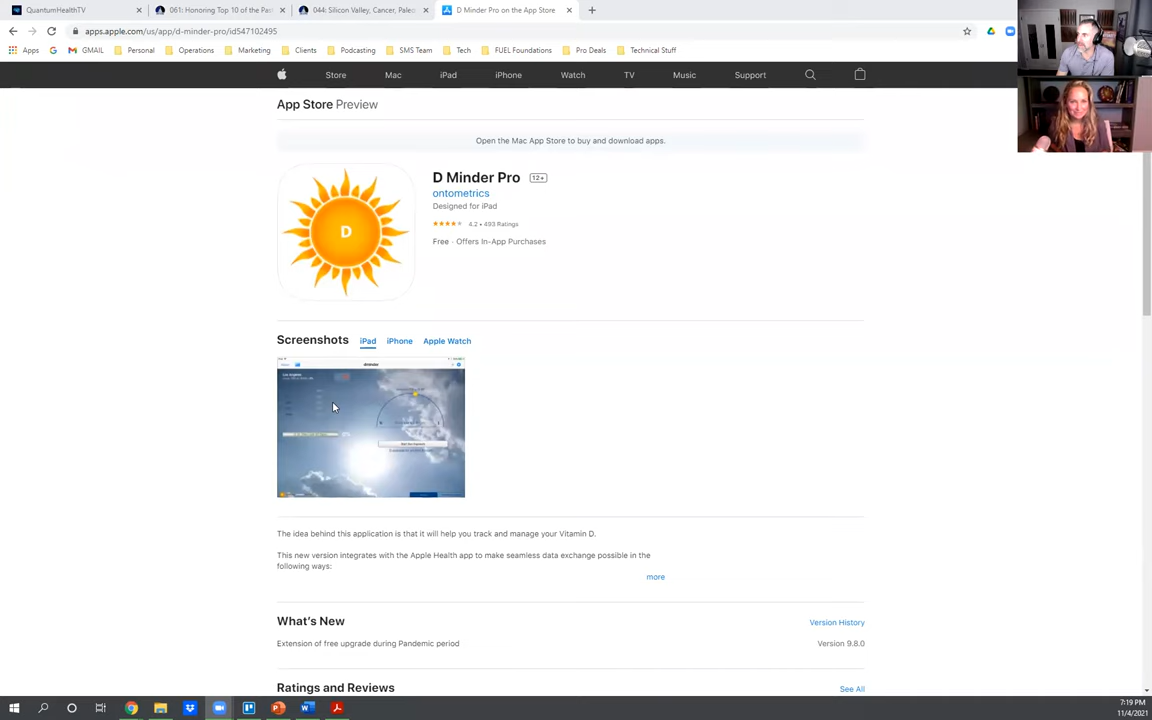 QuantumHealthTV
061: Honoring Top 10 of the Pas
044: Silicon Valley, Cancer, Paleo
D Minder Pro on the App Store
apps.apple.com/us/app/d-minder-pro/id547102495
Apps
GMAIL
Personal
Operations
Marketing
Clients
Podcasting
SMS Team
Tech
FUEL Foundations
Pro Deals
Technical Stuff
Store Mac iPad iPhone Watch TV Music Support
App Store Preview
Open the Mac App Store to buy and download apps.
D Minder Pro 12+
ontometrics
Designed for iPad
4.2 • 493 Ratings
Free · Offers In-App Purchases
D
Screenshots iPad iPhone Apple Watch
dminder
Los Angeles
The idea behind this application is that it will help you track and manage your Vitamin D.
This new version integrates with the Apple Health app to make seamless data exchange possible in the
following ways:
more
What's New
Version History
Extension of free upgrade during Pandemic period
Version 9.8.0
Ratings and Reviews
See All
7:19 PM
11/4/2021